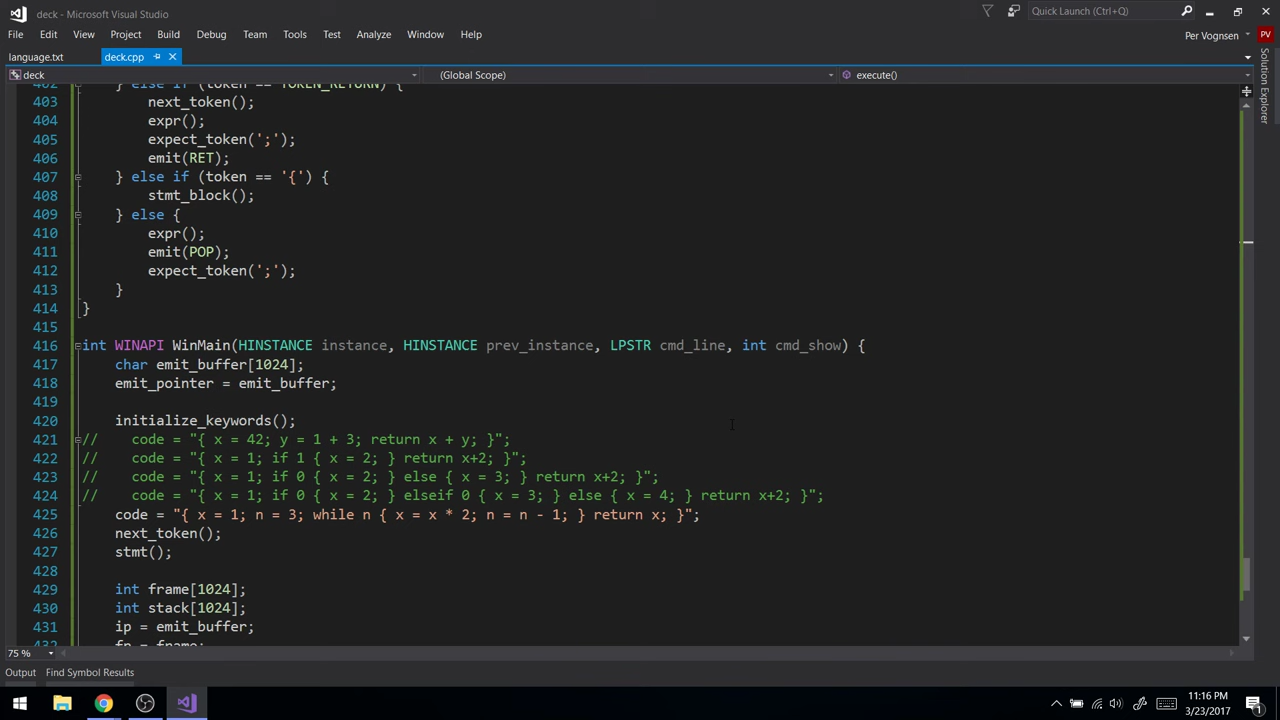 deck - Microsoft Visual Studio
Quick Launch (Ctrl+Q)
File Edit View Project Build Debug Team Tools Test Analyze Window Help
Per Vognsen PV
language.txt deck.cpp
deck (Global Scope) execute()
Solution Explorer
402 } else if (token == TOKEN_RETURN) {
403 next_token();
404 expr();
405 expect_token(';');
406 emit(RET);
407 } else if (token == '{') {
408 stmt_block();
409 } else {
410 expr();
411 emit(POP);
412 expect_token(';');
413 }
414 }
415
416 int WINAPI WinMain(HINSTANCE instance, HINSTANCE prev_instance, LPSTR cmd_line, int cmd_show) {
417 char emit_buffer[1024];
418 emit_pointer = emit_buffer;
419
420 initialize_keywords();
421 // code = "{ x = 42; y = 1 + 3; return x + y; }";
422 // code = "{ x = 1; if 1 { x = 2; } return x+2; }";
423 // code = "{ x = 1; if 0 { x = 2; } else { x = 3; } return x+2; }";
424 // code = "{ x = 1; if 0 { x = 2; } elseif 0 { x = 3; } else { x = 4; } return x+2; }";
425 code = "{ x = 1; n = 3; while n { x = x * 2; n = n - 1; } return x; }";
426 next_token();
427 stmt();
428
429 int frame[1024];
430 int stack[1024];
431 ip = emit_buffer;
432 fp = frame;
75 %
Output Find Symbol Results
11:16 PM
3/23/2017
1